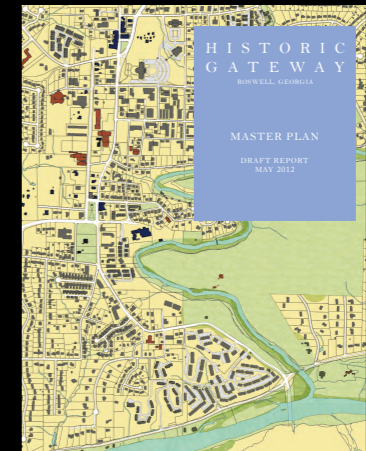 HISTORIC
GATEWAY
ROSWELL, GEORGIA
MASTER PLAN
DRAFT REPORT
MAY 2012